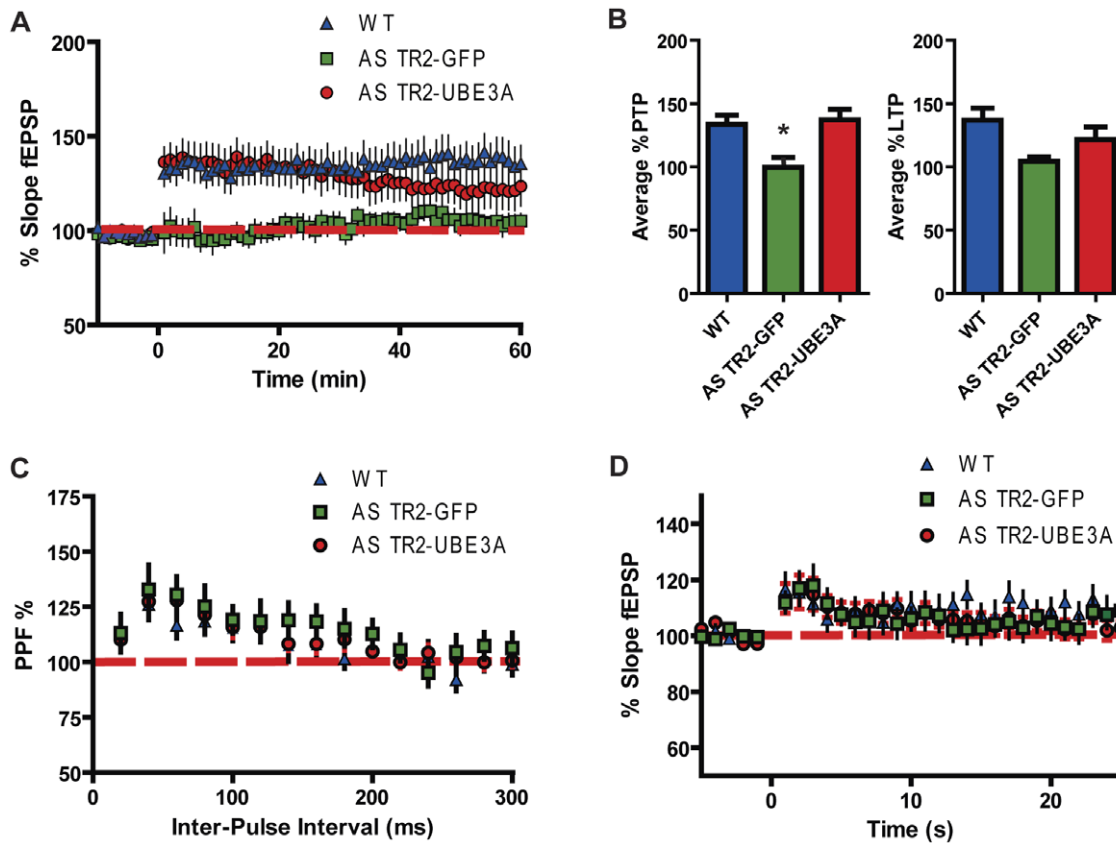 A
WT
AS TR2-GFP
AS TR2-UBE3A
% Slope fEPSP
200
150
100
50
0
20
40
60
Time (min)
B
Average %PTP
200
150
100
50
0
*
WT
AS TR2-GFP
AS TR2-UBE3A
Average %LTP
200
150
100
50
0
WT
AS TR2-GFP
AS TR2-UBE3A
C
WT
AS TR2-GFP
AS TR2-UBE3A
PPF %
175
150
125
100
75
50
0
100
200
300
Inter-Pulse Interval (ms)
D
WT
AS TR2-GFP
AS TR2-UBE3A
% Slope fEPSP
140
120
100
80
60
0
10
20
Time (s)